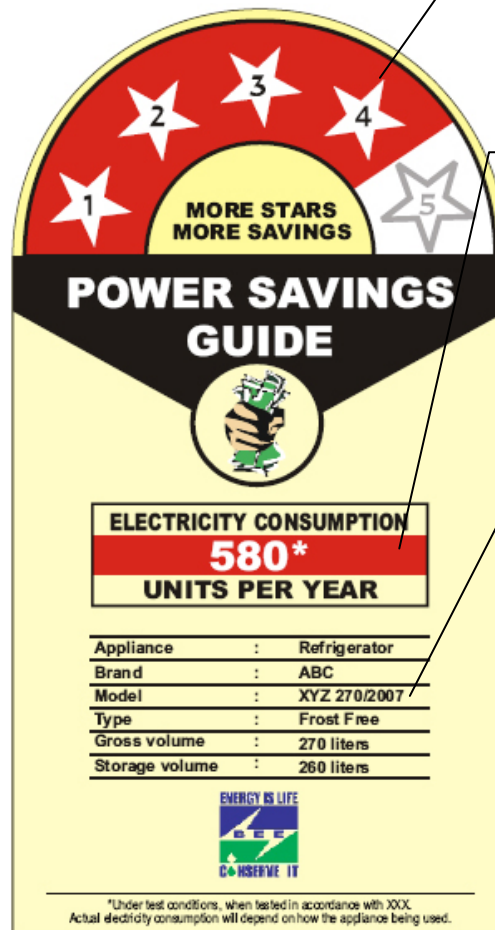 1
2
3
4
5
MORE STARS
MORE SAVINGS
POWER SAVINGS
GUIDE
ELECTRICITY CONSUMPTION
580*
UNITS PER YEAR
Appliance : Refrigerator
Brand : ABC
Model : XYZ 270/2007
Type : Frost Free
Gross volume : 270 liters
Storage volume : 260 liters
ENERGY IS LIFE
BEE
CONSERVE IT
*Under test conditions, when tested in accordance with XXX.
Actual electricity consumption will depend on how the appliance being used.